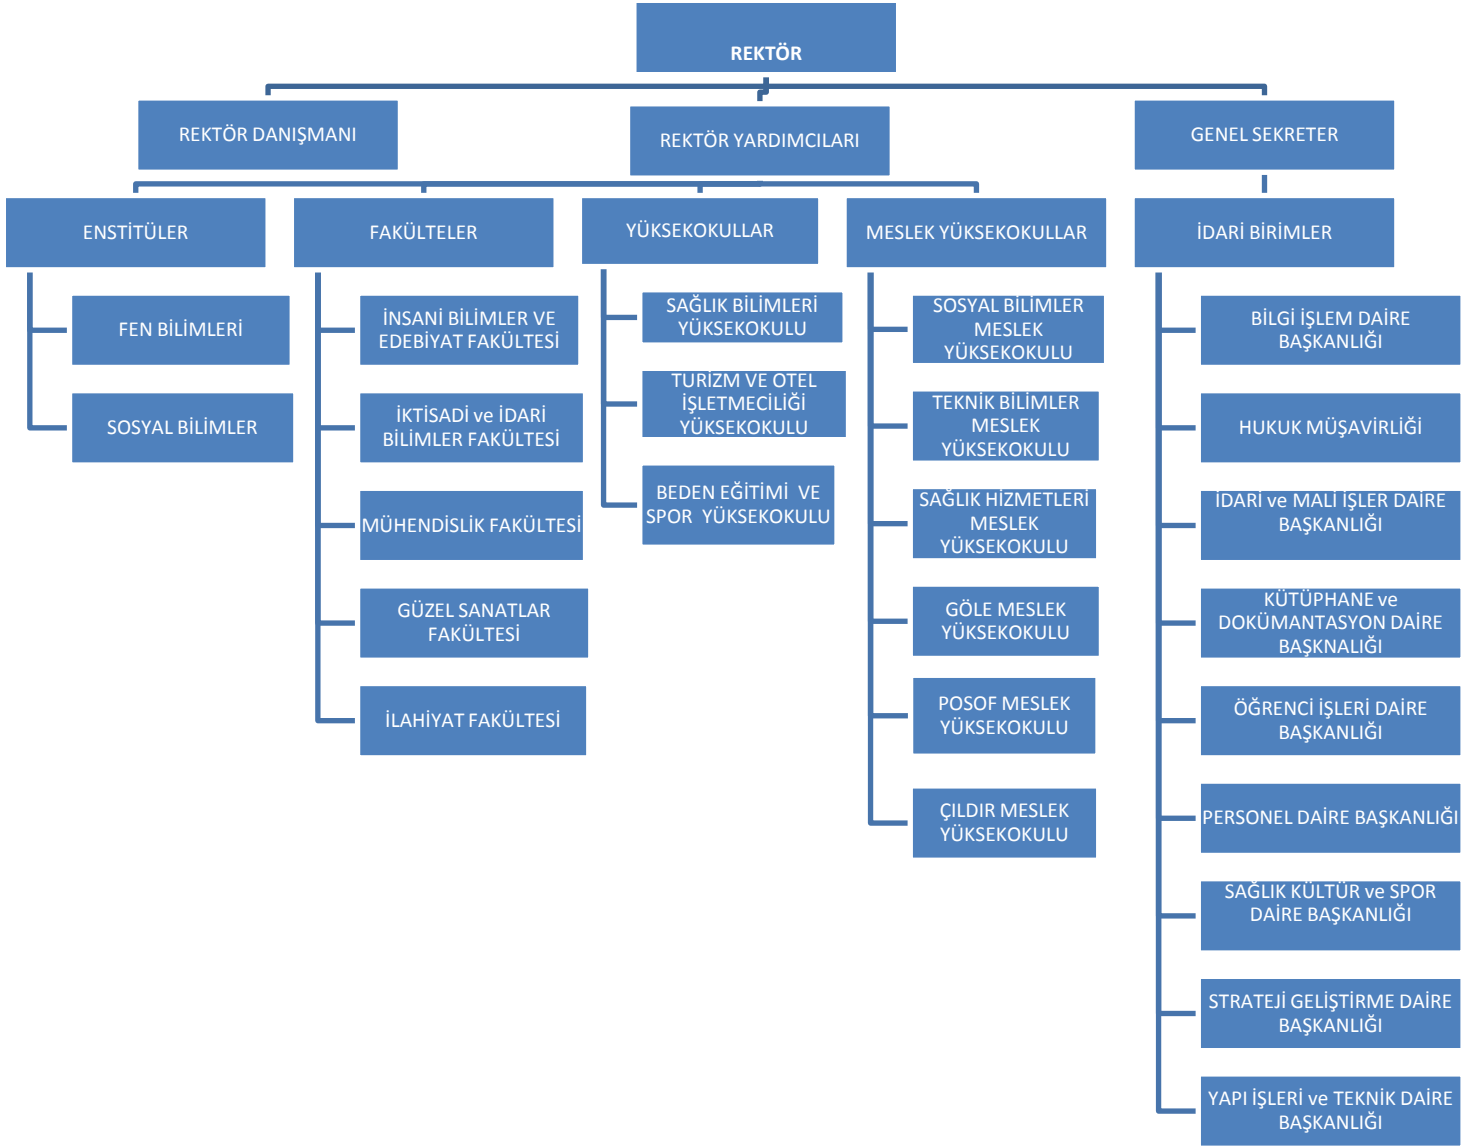 REKTÖR
REKTÖR DANIŞMANI
REKTÖR YARDIMCILARI
GENEL SEKRETER
ENSTİTÜLER
FEN BİLİMLERİ
SOSYAL BİLİMLER
FAKÜLTELER
İNSANİ BİLİMLER VE
EDEBİYAT FAKÜLTESİ
İKTİSADİ ve İDARİ
BİLİMLER FAKÜLTESİ
MÜHENDİSLİK FAKÜLTESİ
GÜZEL SANATLAR
FAKÜLTESİ
İLAHİYAT FAKÜLTESİ
YÜKSEKOKULLAR
SAĞLIK BİLİMLERİ
YÜKSEKOKULU
TURİZM VE OTEL
İŞLETMECİLİĞİ
YÜKSEKOKULU
BEDEN EĞİTİMİ VE
SPOR YÜKSEKOKULU
MESLEK YÜKSEKOKULLAR
SOSYAL BİLİMLER
MESLEK
YÜKSEKOKULU
TEKNİK BİLİMLER
MESLEK
YÜKSEKOKULU
SAĞLIK HİZMETLERİ
MESLEK
YÜKSEKOKULU
GÖLE MESLEK
YÜKSEKOKULU
POSOF MESLEK
YÜKSEKOKULU
ÇILDIR MESLEK
YÜKSEKOKULU
İDARİ BİRİMLER
BİLGİ İŞLEM DAİRE
BAŞKANLIĞI
HUKUK MÜŞAVİRLİĞİ
İDARİ ve MALİ İŞLER DAİRE
BAŞKANLIĞI
KÜTÜPHANE ve
DOKÜMANTASYON DAİRE
BAŞKNALIĞI
ÖĞRENCİ İŞLERİ DAİRE
BAŞKANLIĞI
PERSONEL DAİRE BAŞKANLIĞI
SAĞLIK KÜLTÜR ve SPOR
DAİRE BAŞKANLIĞI
STRATEJİ GELİŞTİRME DAİRE
BAŞKANLIĞI
YAPI İŞLERİ ve TEKNİK DAİRE
BAŞKANLIĞI